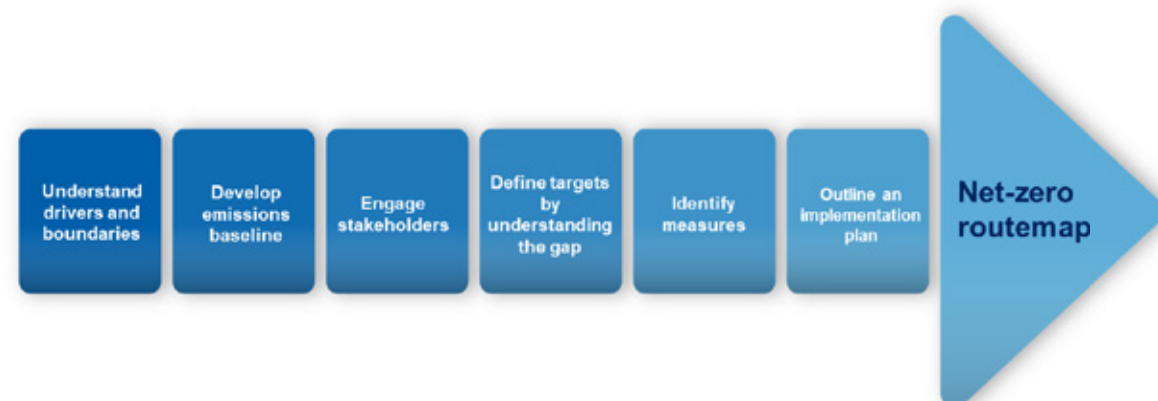 Understand
drivers and
boundaries
Develop
emissions
baseline
Engage
stakeholders
Define targets
by
understanding
the gap
Identify
measures
Outline an
implementation
plan
Net-zero
routemap